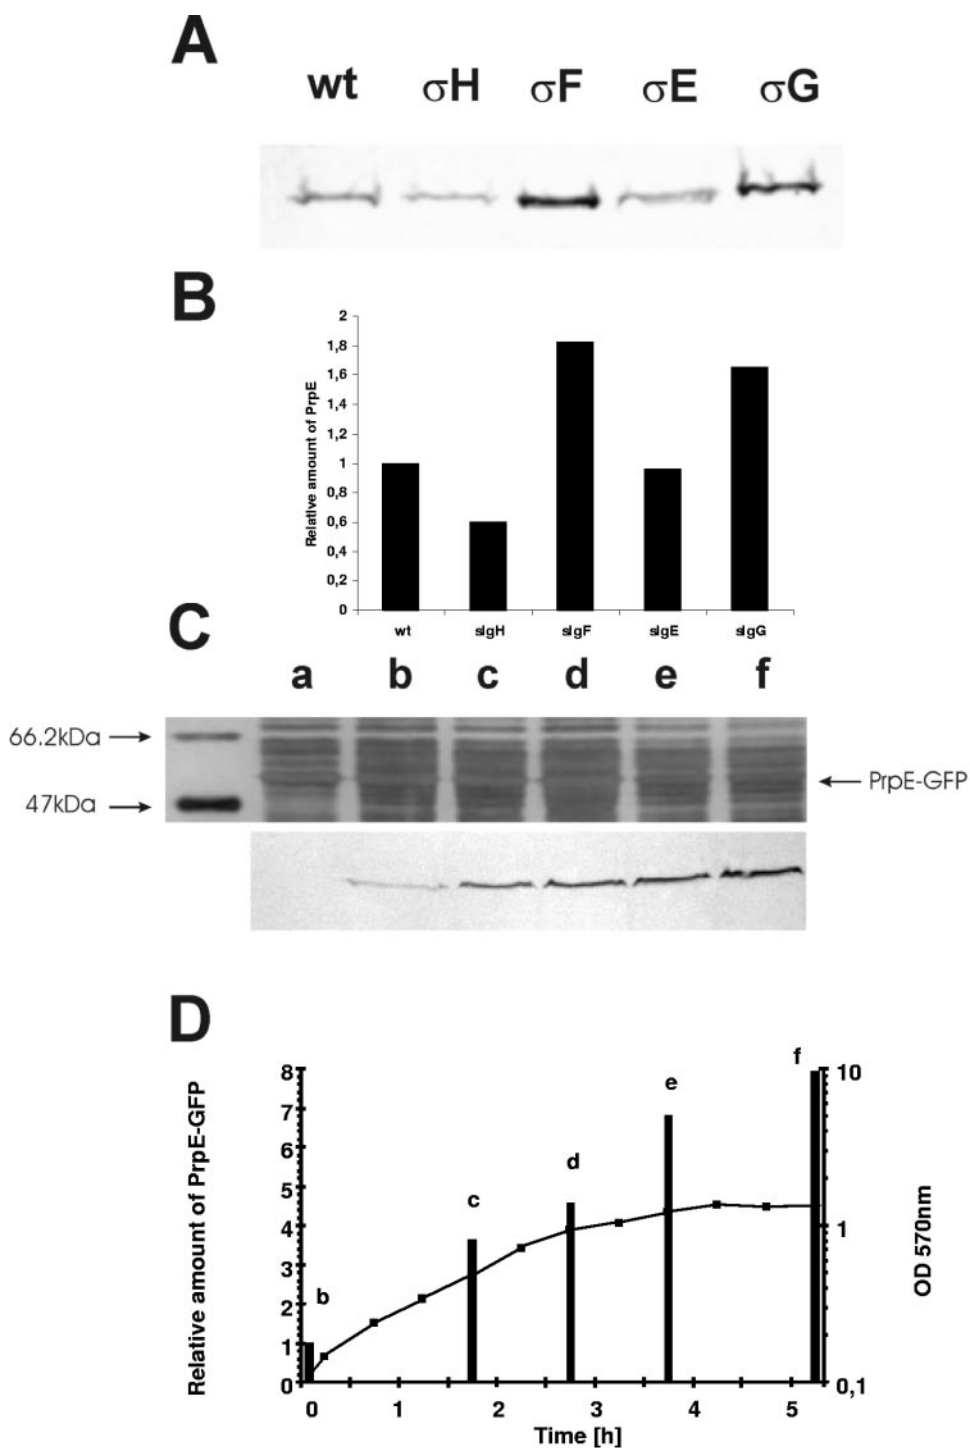 A
wt σH σF σE σG
B
Relative amount of PrpE
2
1,8
1,6
1,4
1,2
1
0,8
0,6
0,4
0,2
0
wt sigH sigF sigE sigG
C
a b c d e f
66.2kDa
PrpE-GFP
47kDa
D
Relative amount of PrpE-GFP
8
7
6
5
4
3
2
1
0
b
c
d
e
f
10
1
0,1
OD 570nm
0 1 2 3 4 5
Time [h]